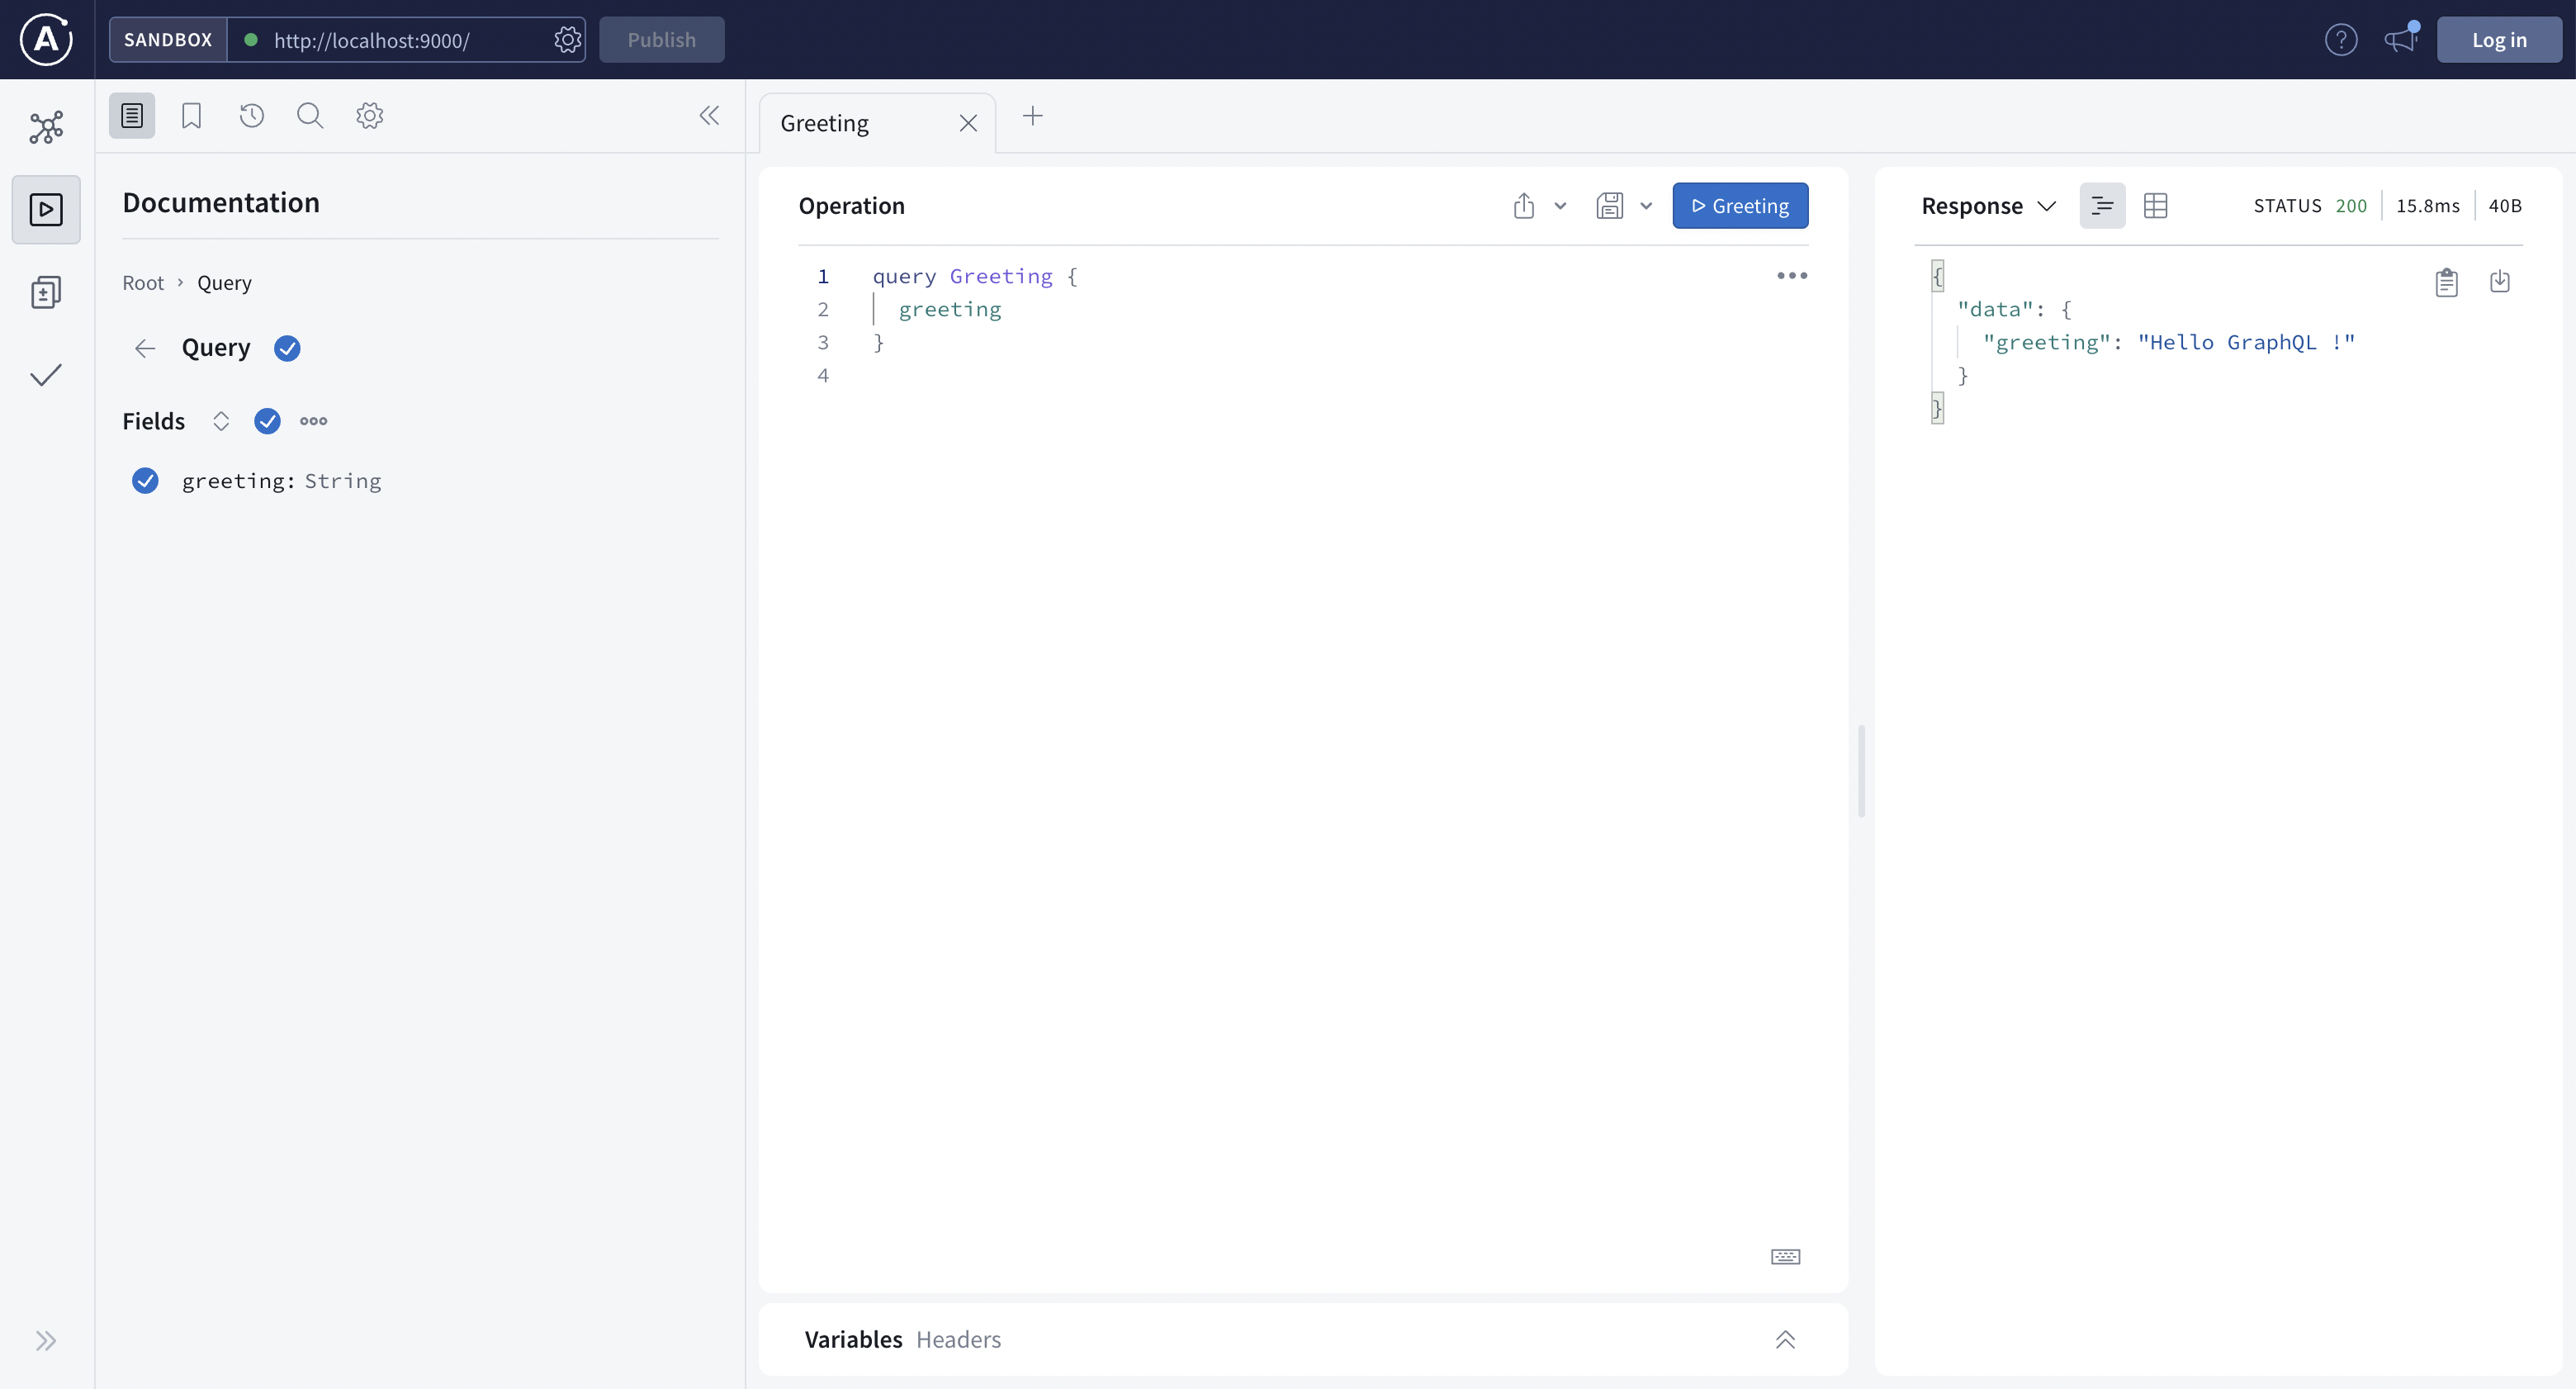 SANDBOX http://localhost:9000/ Publish Log in
Documentation
Root › Query
Query
Fields
greeting: String
Greeting
Operation
Greeting
1 query Greeting {
2 greeting
3 }
4
Variables Headers
Response STATUS 200 15.8ms 40B
{
"data": {
"greeting": "Hello GraphQL !"
}
}